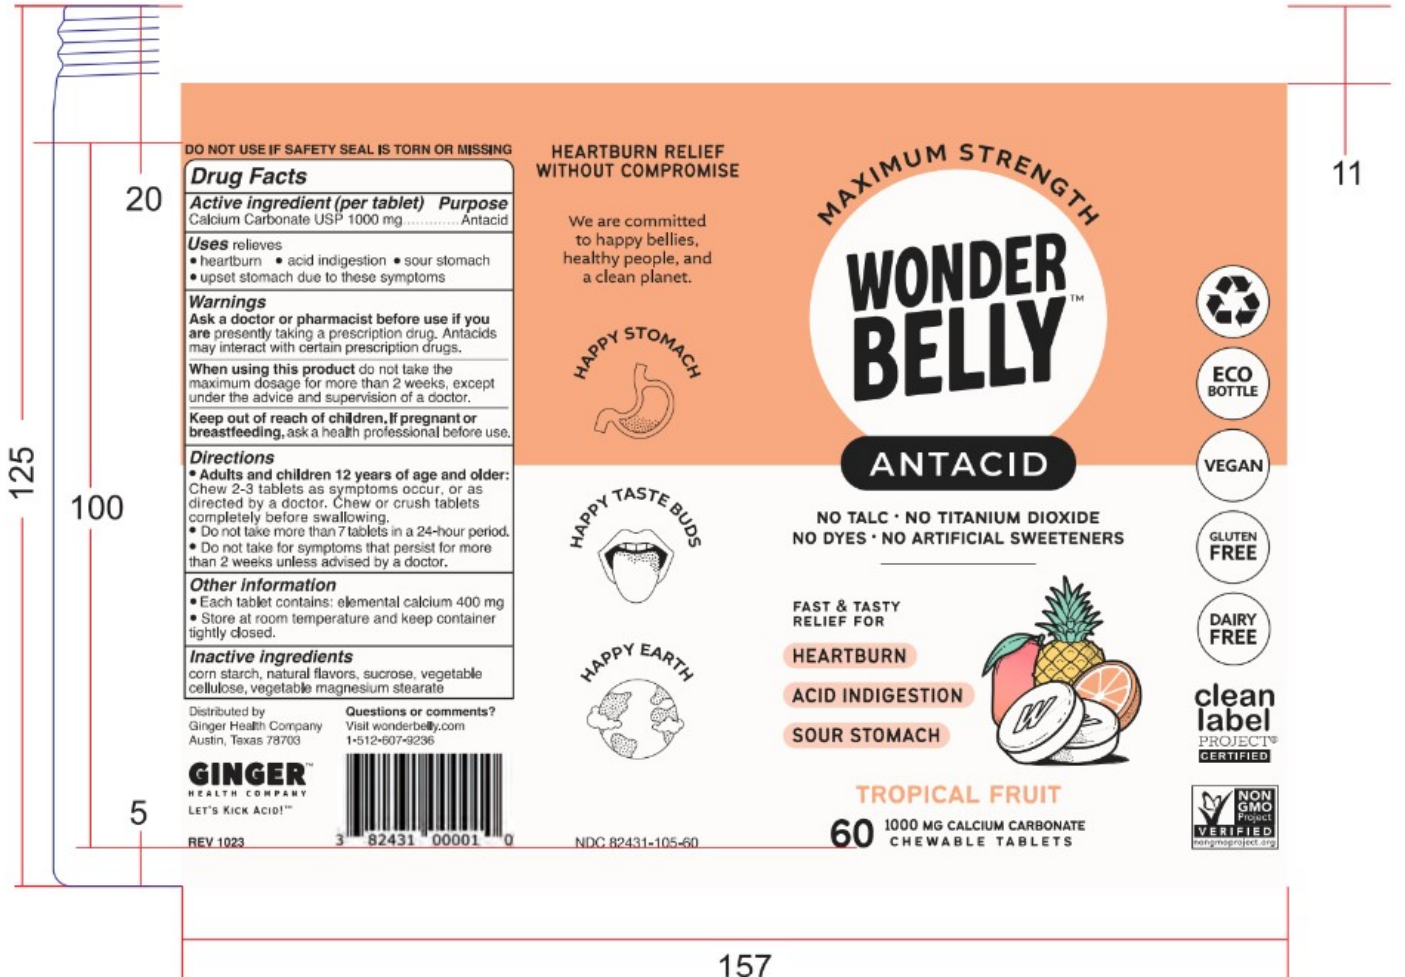 125
20
100
5
DO NOT USE IF SAFETY SEAL IS TORN OR MISSING
Drug Facts
Active ingredient (per tablet) Purpose
Calcium Carbonate USP 1000 mg.............Antacid
Uses relieves
• heartburn • acid indigestion • sour stomach
• upset stomach due to these symptoms
Warnings
Ask a doctor or pharmacist before use if you
are presently taking a prescription drug. Antacids
may interact with certain prescription drugs.
When using this product do not take the
maximum dosage for more than 2 weeks, except
under the advice and supervision of a doctor.
Keep out of reach of children, If pregnant or
breastfeeding, ask a health professional before use.
Directions
• Adults and children 12 years of age and older:
Chew 2-3 tablets as symptoms occur, or as
directed by a doctor. Chew or crush tablets
completely before swallowing.
• Do not take more than 7 tablets in a 24-hour period.
• Do not take for symptoms that persist for more
than 2 weeks unless advised by a doctor.
Other information
• Each tablet contains: elemental calcium 400 mg
• Store at room temperature and keep container
tightly closed.
Inactive ingredients
corn starch, natural flavors, sucrose, vegetable
cellulose, vegetable magnesium stearate
Distributed by
Ginger Health Company
Austin, Texas 78703
Questions or comments?
Visit wonderbelly.com
1•512•607•9236
GINGER™
HEALTH COMPANY
LET'S KICK ACID!™
REV 1023
3 82431 00001 0
HEARTBURN RELIEF
WITHOUT COMPROMISE
We are committed
to happy bellies,
healthy people, and
a clean planet.
HAPPY STOMACH
HAPPY TASTE BUDS
HAPPY EARTH
NDC 82431-105-60
MAXIMUM STRENGTH
WONDER
BELLY™
ANTACID
NO TALC · NO TITANIUM DIOXIDE
NO DYES · NO ARTIFICIAL SWEETENERS
FAST & TASTY
RELIEF FOR
HEARTBURN
ACID INDIGESTION
SOUR STOMACH
W
TROPICAL FRUIT
60 1000 MG CALCIUM CARBONATE
CHEWABLE TABLETS
ECO
BOTTLE
VEGAN
GLUTEN
FREE
DAIRY
FREE
clean
label
PROJECT®
CERTIFIED
NON
GMO
Project
VERIFIED
nongmoproject.org
11
157